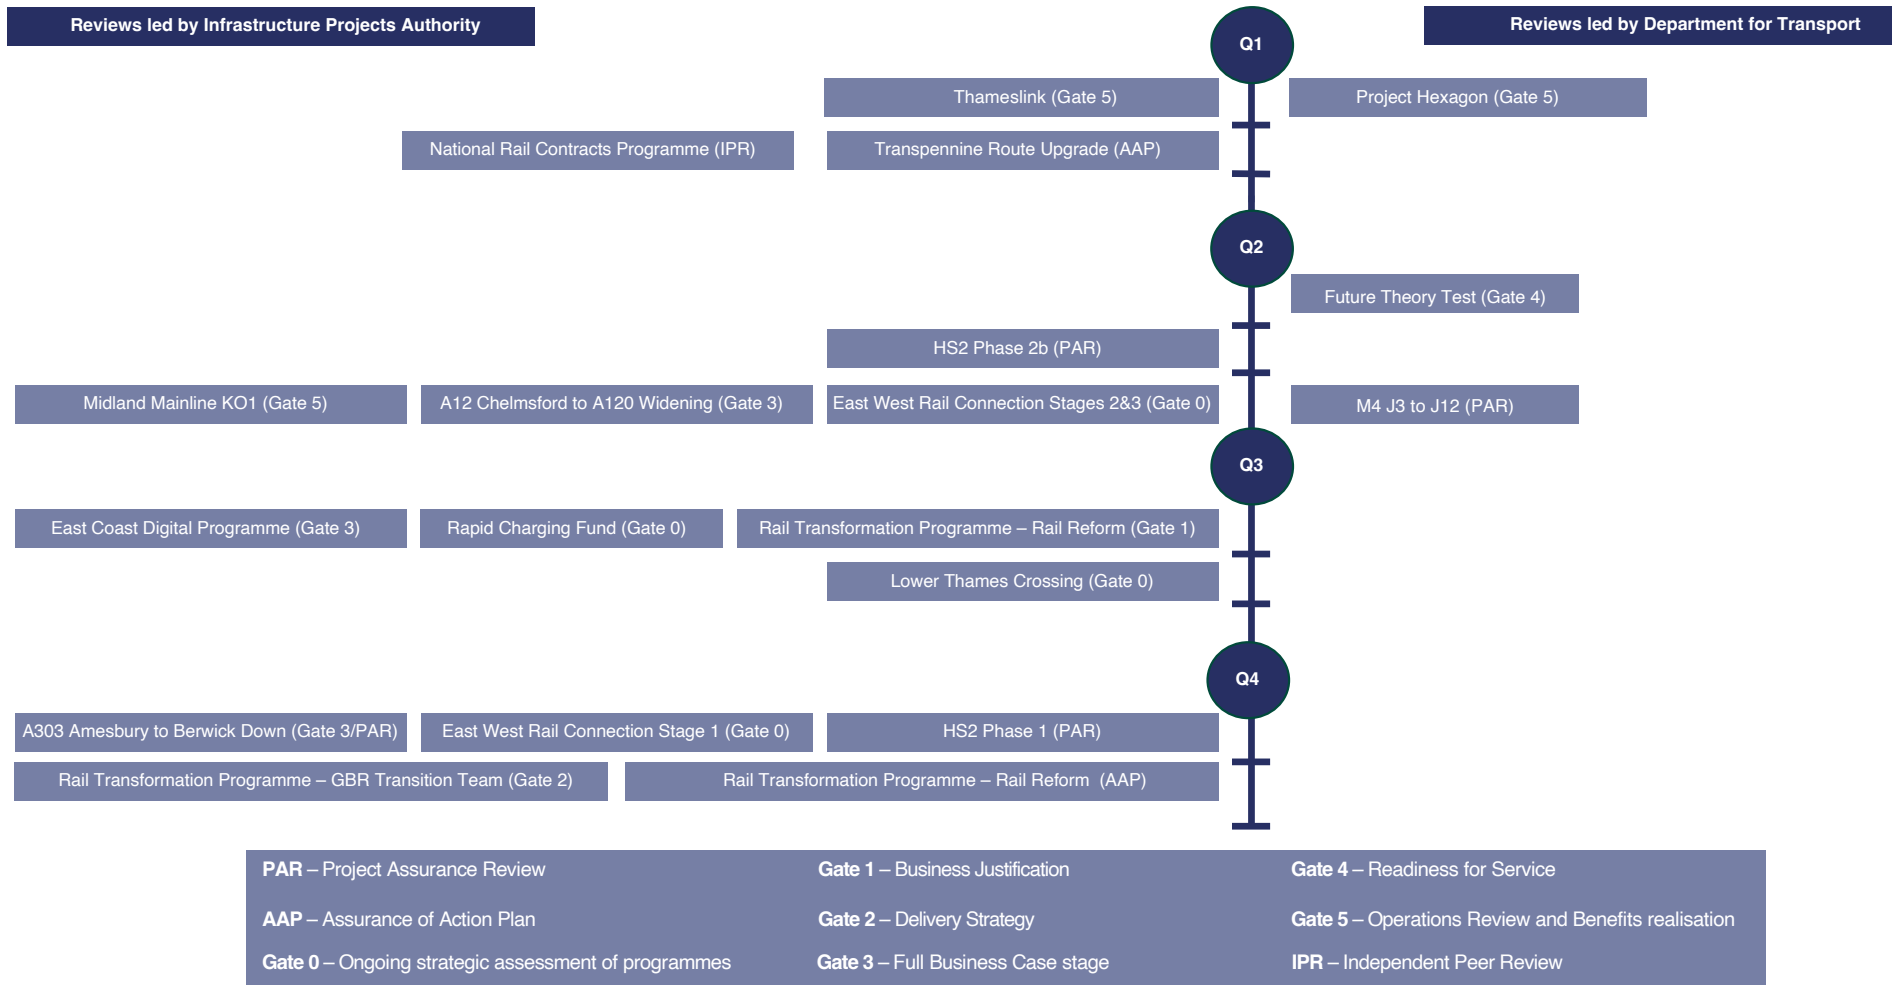 Reviews led by Infrastructure Projects Authority
Q1
Reviews led by Department for Transport
Thameslink (Gate 5)
Project Hexagon (Gate 5)
National Rail Contracts Programme (IPR)
Transpennine Route Upgrade (AAP)
Q2
Future Theory Test (Gate 4)
HS2 Phase 2b (PAR)
Midland Mainline KO1 (Gate 5)
A12 Chelmsford to A120 Widening (Gate 3)
East West Rail Connection Stages 2&3 (Gate 0)
M4 J3 to J12 (PAR)
Q3
East Coast Digital Programme (Gate 3)
Rapid Charging Fund (Gate 0)
Rail Transformation Programme – Rail Reform (Gate 1)
Lower Thames Crossing (Gate 0)
Q4
A303 Amesbury to Berwick Down (Gate 3/PAR)
East West Rail Connection Stage 1 (Gate 0)
HS2 Phase 1 (PAR)
Rail Transformation Programme – GBR Transition Team (Gate 2)
Rail Transformation Programme – Rail Reform (AAP)
PAR – Project Assurance Review
Gate 1 – Business Justification
Gate 4 – Readiness for Service
AAP – Assurance of Action Plan
Gate 2 – Delivery Strategy
Gate 5 – Operations Review and Benefits realisation
Gate 0 – Ongoing strategic assessment of programmes
Gate 3 – Full Business Case stage
IPR – Independent Peer Review